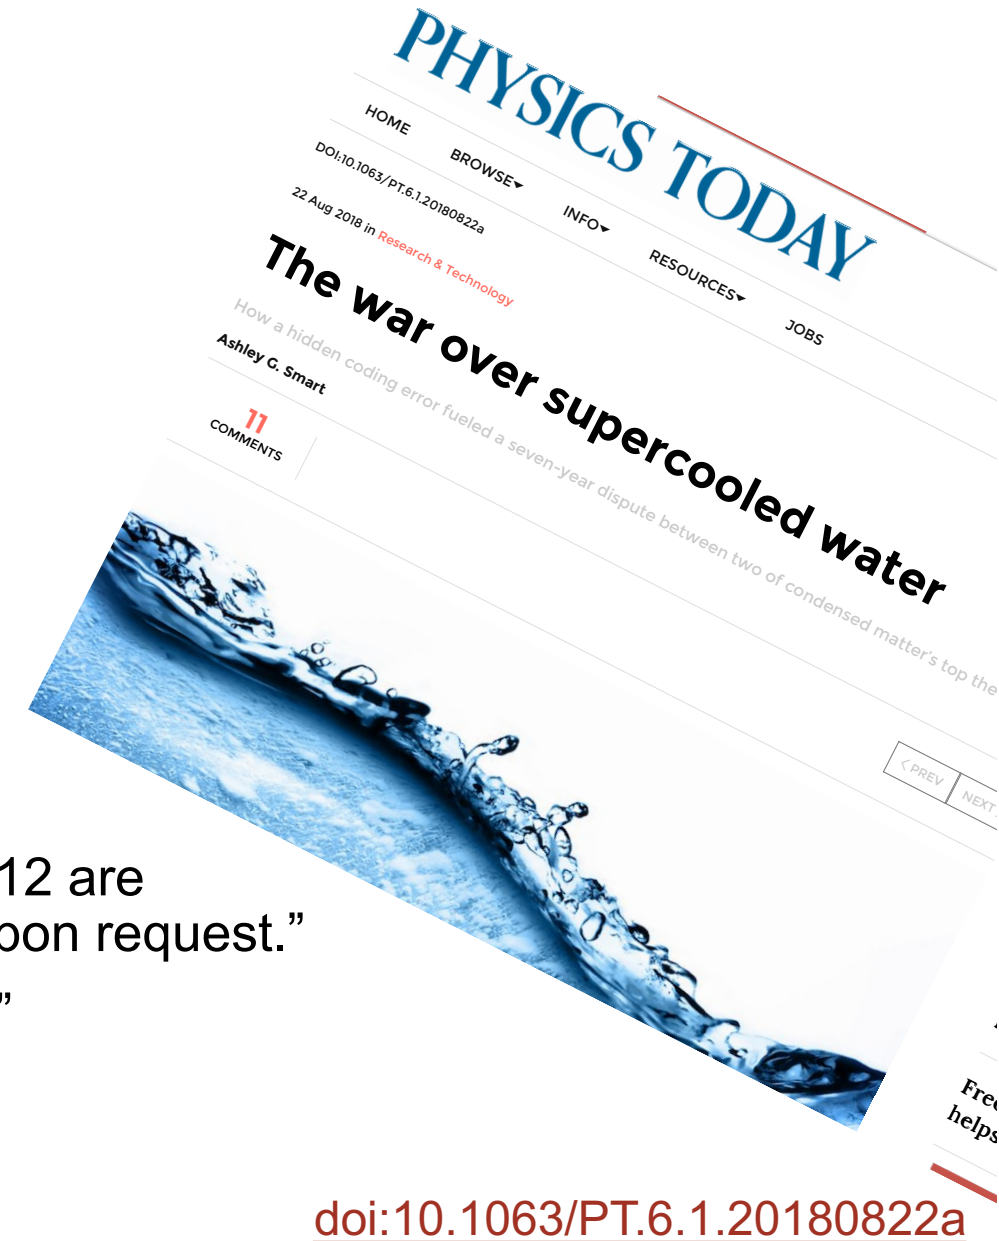 PHYSICS TODAY
HOME BROWSE INFO RESOURCES JOBS
DOI:10.1063/PT.6.1.20180822a
22 Aug 2018 in Research & Technology
The war over supercooled water
How a hidden coding error fueled a seven-year dispute between two of condensed matter's top
Ashley G. Smart
11
COMMENTS
< PREV NEXT
12 are
request.”
”
helps
doi:10.1063/PT.6.1.20180822a